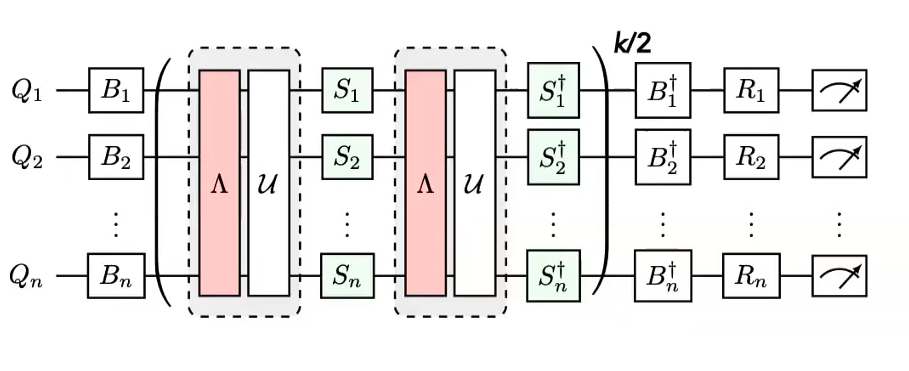 k/2
Q₁ B₁ Λ 𝒰 S₁ Λ 𝒰 S₁† B₁† R₁
Q₂ B₂ S₂ S₂† B₂† R₂
⋮ ⋮ ⋮ ⋮ ⋮ ⋮
Qₙ Bₙ Sₙ Sₙ† Bₙ† Rₙ